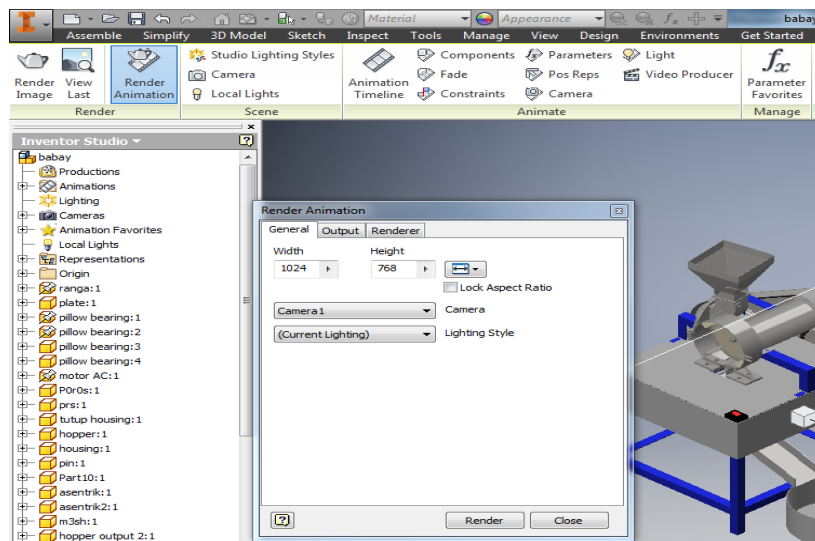 I Material Appearance fx babay
Assemble Simplify 3D Model Sketch Inspect Tools Manage View Design Environments Get Started
Render Image
View Last
Render Animation
Studio Lighting Styles
Camera
Local Lights
Animation Timeline
Components
Fade
Constraints
Parameters
Pos Reps
Camera
Light
Video Producer
fx
Parameter Favorites
Render Scene Animate Manage
Inventor Studio
babay
Productions
Animations
Lighting
Cameras
Animation Favorites
Local Lights
Representations
Origin
ranga:1
plate:1
pillow bearing:1
pillow bearing:2
pillow bearing:3
pillow bearing:4
motor AC:1
P0r0s:1
prs:1
tutup housing:1
hopper:1
housing:1
pin:1
Part10:1
asentrik:1
asentrik2:1
m3sh:1
hopper output 2:1
Render Animation
General Output Renderer
Width Height
1024 768
Lock Aspect Ratio
Camera1 Camera
(Current Lighting) Lighting Style
Render Close